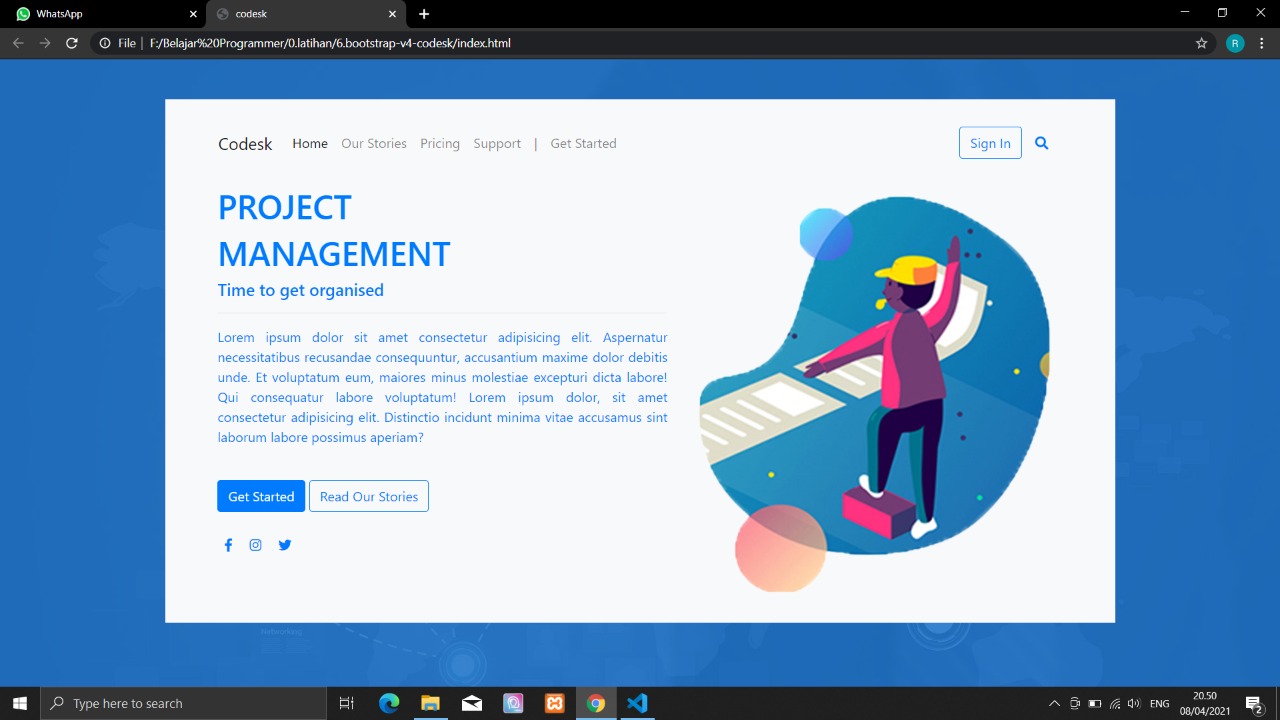 WhatsApp
codesk
File | F:/Belajar%20Programmer/0.latihan/6.bootstrap-v4-codesk/index.html
R
Codesk Home Our Stories Pricing Support | Get Started Sign In
PROJECT
MANAGEMENT
Time to get organised
Lorem ipsum dolor sit amet consectetur adipisicing elit. Aspernatur
necessitatibus recusandae consequuntur, accusantium maxime dolor debitis
unde. Et voluptatum eum, maiores minus molestiae excepturi dicta labore!
Qui consequatur labore voluptatum! Lorem ipsum dolor, sit amet
consectetur adipisicing elit. Distinctio incidunt minima vitae accusamus sint
laborum labore possimus aperiam?
Get Started Read Our Stories
Networking
Type here to search
ENG
20.50
08/04/2021
2